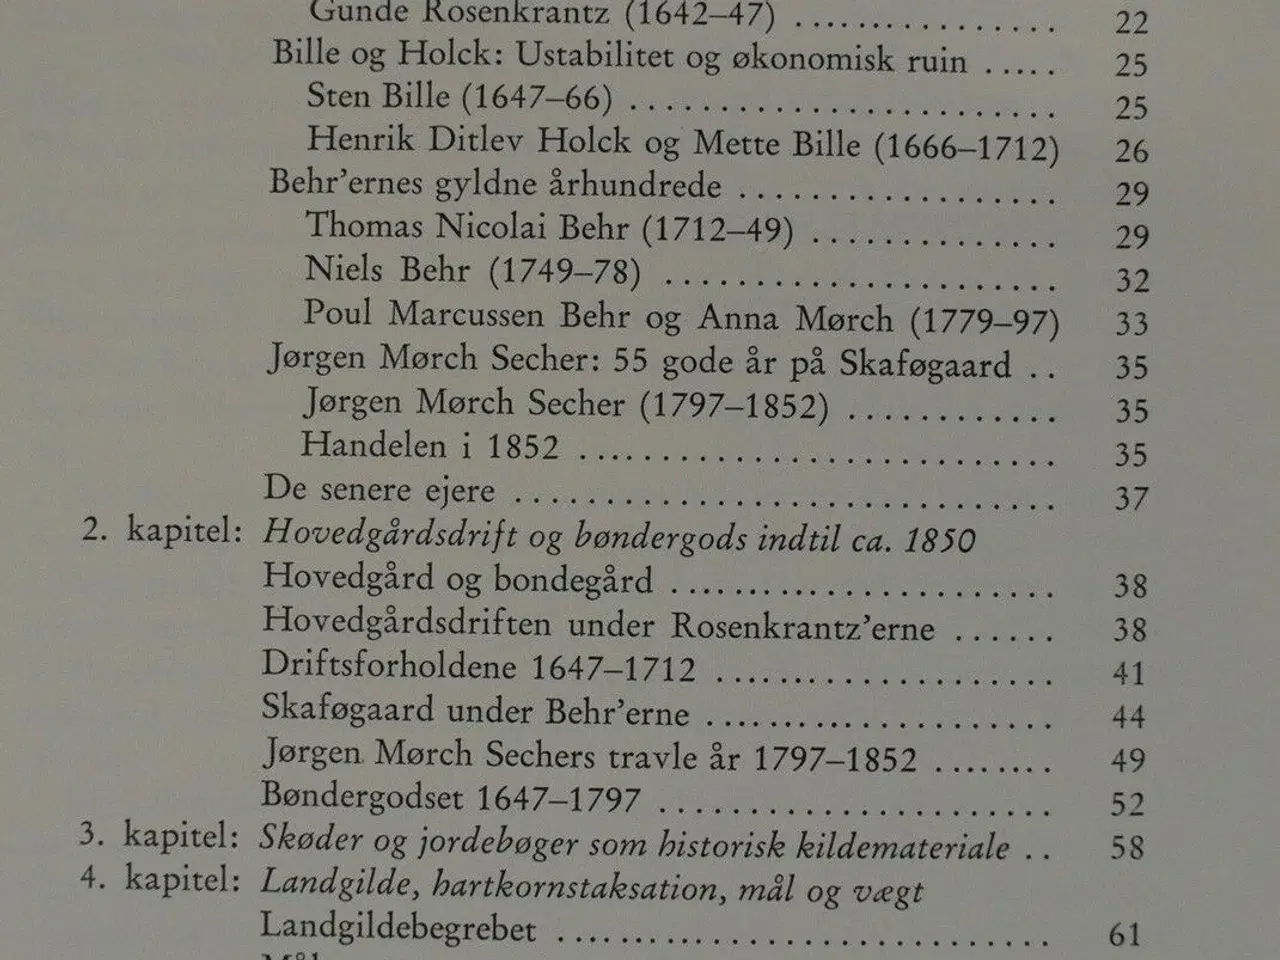 Gunde Rosenkrantz (1642–47) ............... 22
Bille og Holck: Ustabilitet og økonomisk ruin ..... 25
Sten Bille (1647–66) ........................ 25
Henrik Ditlev Holck og Mette Bille (1666–1712) 26
Behr'ernes gyldne århundrede .................. 29
Thomas Nicolai Behr (1712–49) .............. 29
Niels Behr (1749–78) ...................... 32
Poul Marcussen Behr og Anna Mørch (1779–97) 33
Jørgen Mørch Secher: 55 gode år på Skaføgaard .. 35
Jørgen Mørch Secher (1797–1852) ............ 35
Handelen i 1852 ........................... 35
De senere ejere ............................... 37
2. kapitel: Hovedgårdsdrift og bøndergods indtil ca. 1850
Hovedgård og bondegård ...................... 38
Hovedgårdsdriften under Rosenkrantz'erne ...... 38
Driftsforholdene 1647–1712 ................... 41
Skaføgaard under Behr'erne .................... 44
Jørgen Mørch Sechers travle år 1797–1852 ........ 49
Bøndergodset 1647–1797 ...................... 52
3. kapitel: Skøder og jordebøger som historisk kildemateriale .. 58
4. kapitel: Landgilde, hartkornstaksation, mål og vægt
Landgildebegrebet ............................. 61